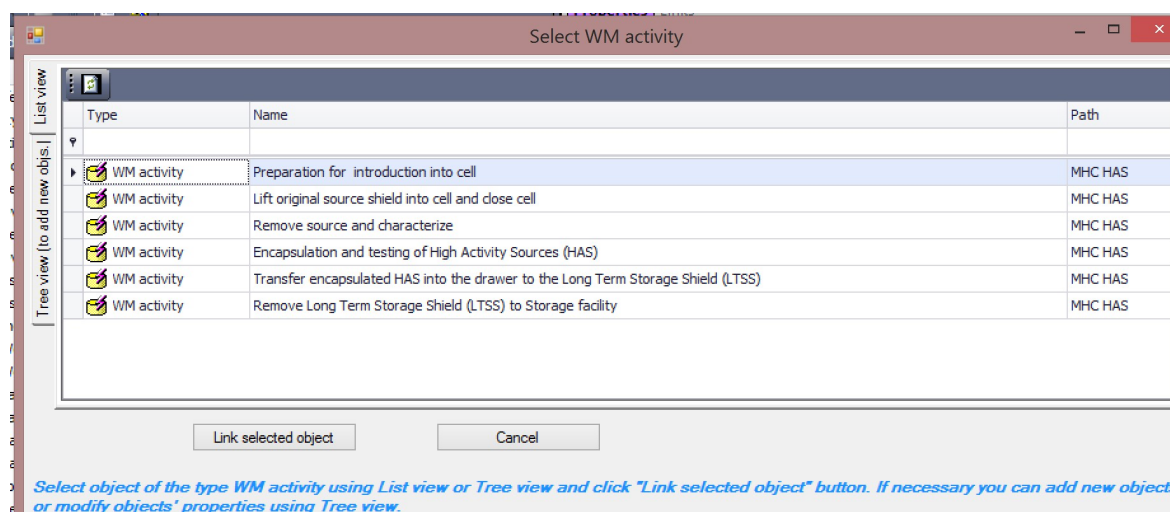 Properties Links
Select WM activity
List view
Tree view (to add new objs.)
Type Name Path
WM activity Preparation for introduction into cell MHC HAS
WM activity Lift original source shield into cell and close cell MHC HAS
WM activity Remove source and characterize MHC HAS
WM activity Encapsulation and testing of High Activity Sources (HAS) MHC HAS
WM activity Transfer encapsulated HAS into the drawer to the Long Term Storage Shield (LTSS) MHC HAS
WM activity Remove Long Term Storage Shield (LTSS) to Storage facility MHC HAS
Link selected object Cancel
Select object of the type WM activity using List view or Tree view and click "Link selected object" button. If necessary you can add new objects
or modify objects' properties using Tree view.